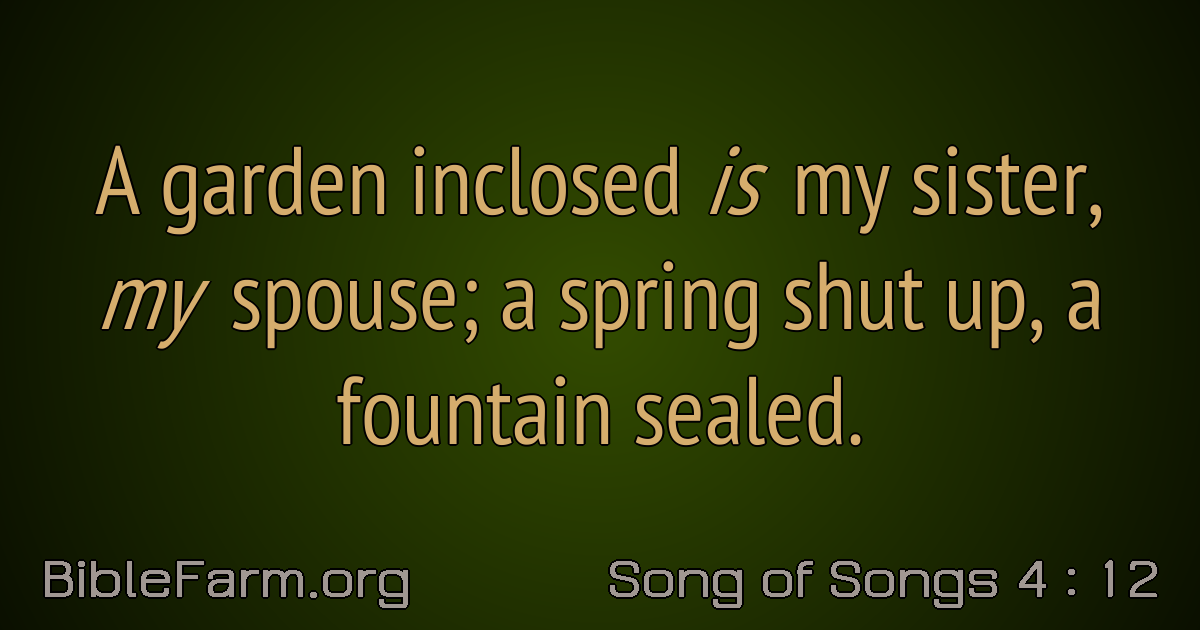 A garden inclosed is my sister,
my spouse; a spring shut up, a
fountain sealed.
BibleFarm.org
Song of Songs 4 : 12